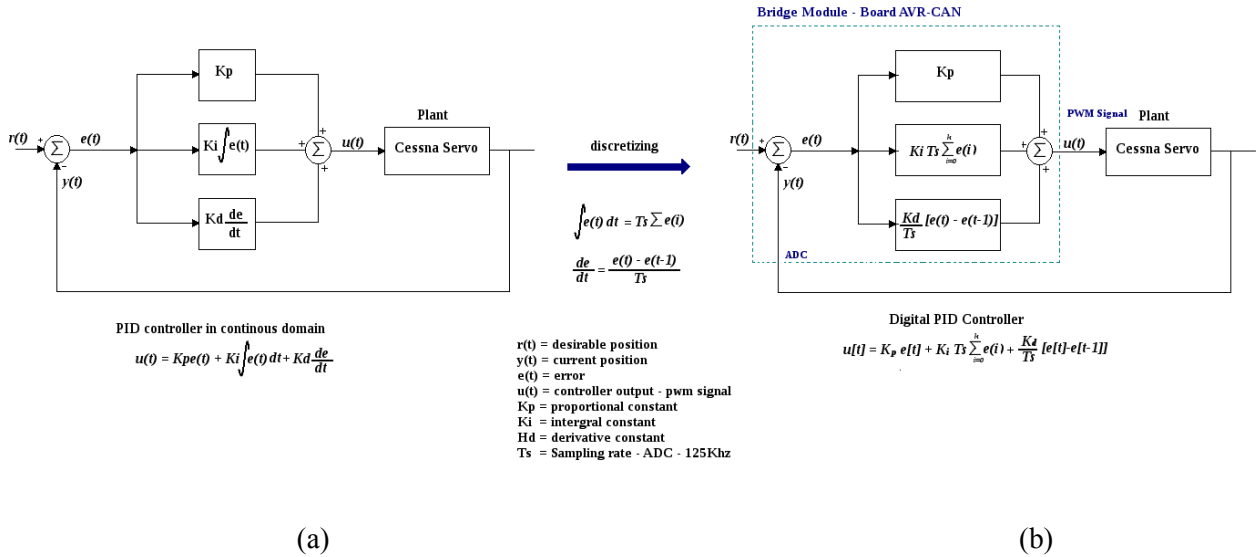 Bridge Module - Board AVR-CAN
Kp
r(t)
+
Σ
−
e(t)
y(t)
Ki ∫ e(t)
Kd de/dt
+
+
+
Σ
u(t)
Plant
Cessna Servo
discretizing
∫e(t) dt = Ts ∑ e(i)
de/dt = e(t) - e(t-1)/Ts
Kp
r(t)
+
Σ
−
e(t)
y(t)
Ki Ts ∑ i=0 k e(i)
Kd/Ts [e(t) - e(t-1)]
+
+
+
Σ
u(t)
PWM Signal
Plant
Cessna Servo
ADC
PID controller in continous domain
u(t) = Kpe(t) + Ki∫e(t) dt + Kd de/dt
r(t) = desirable position
y(t) = current position
e(t) = error
u(t) = controller output - pwm signal
Kp = proportional constant
Ki = intergral constant
Hd = derivative constant
Ts = Sampling rate - ADC - 125Khz
Digital PID Controller
u[t] = Kp e[t] + Ki Ts ∑ i=0 k e(i) + Kd/Ts [e[t]-e[t-1]]
(a)
(b)